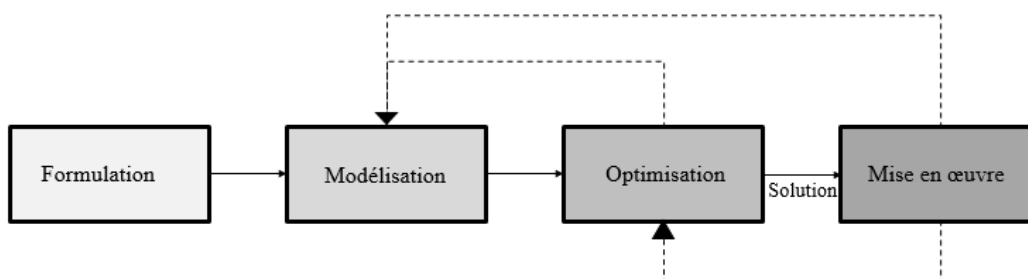 Formulation
Modélisation
Optimisation
Solution
Mise en œuvre